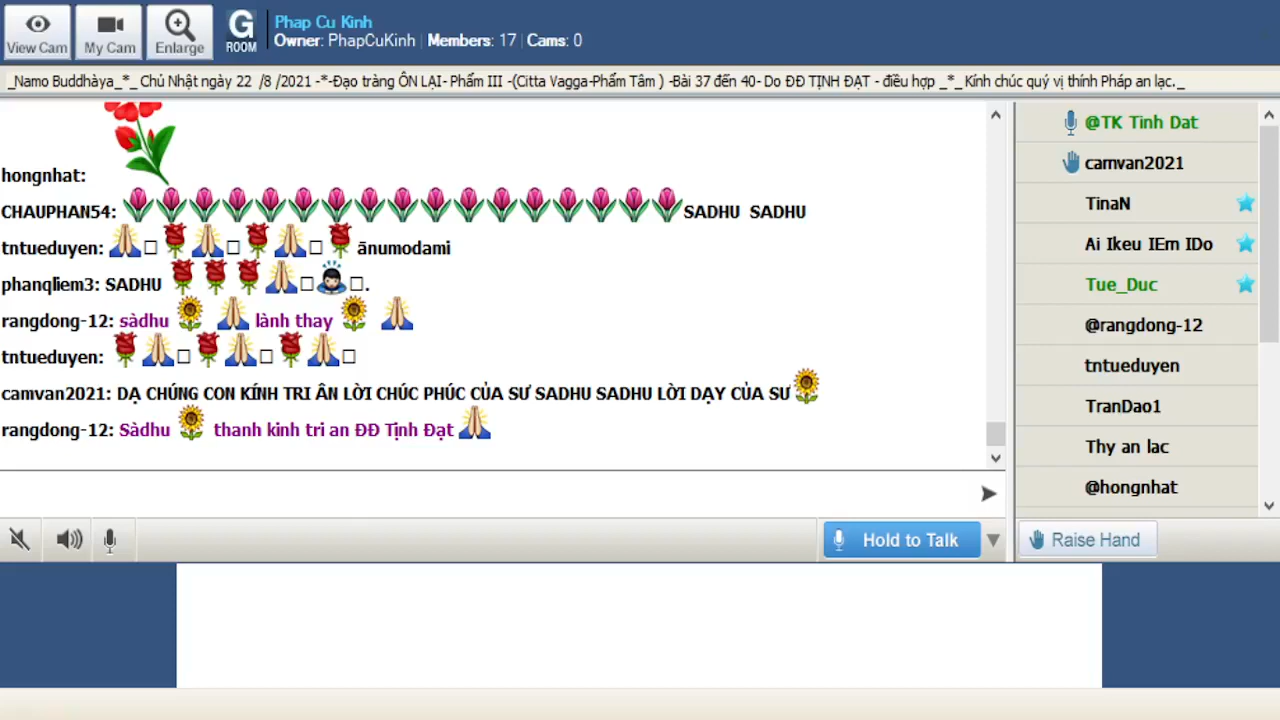 View Cam
My Cam
Enlarge
G
ROOM
Phap Cu Kinh
Owner: PhapCuKinh | Members: 17 | Cams: 0
_Namo Buddhàya_*_ Chủ Nhật ngày 22 /8 /2021 -*-Đạo tràng ÔN LẠI- Phẩm III -(Citta Vagga-Phẩm Tâm ) -Bài 37 đến 40- Do ĐĐ TỊNH ĐẠT - điều hợp _*_ Kính chúc quý vị thính Pháp an lạc._
hongnhat:
CHAUPHAN54: SADHU SADHU
tntueduyen: ānumodami
phanqliem3: SADHU .
rangdong-12: sàdhu lành thay
tntueduyen:
camvan2021: DẠ CHÚNG CON KÍNH TRI ÂN LỜI CHÚC PHÚC CỦA SƯ SADHU SADHU LỜI DẠY CỦA SƯ
rangdong-12: Sàdhu thanh kinh tri an ĐĐ Tịnh Đạt
@TK Tinh Dat
camvan2021
TinaN
Ai lkeu IEm IDo
Tue_Duc
@rangdong-12
tntueduyen
TranDao1
Thy an lac
@hongnhat
Hold to Talk
Raise Hand